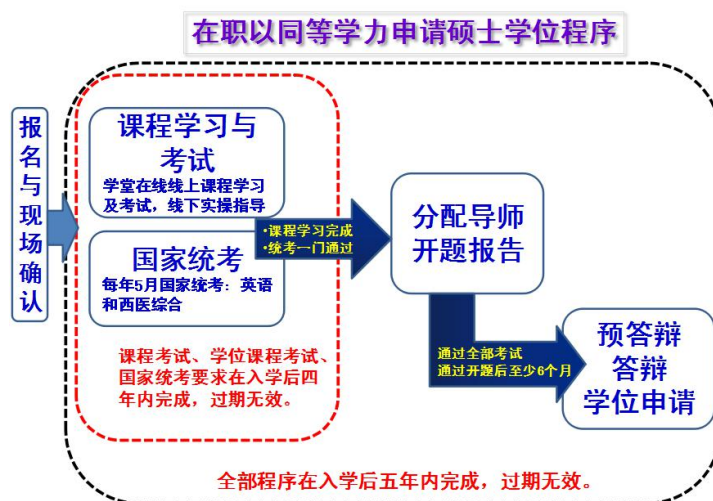 在职以同等学力申请硕士学位程序
报名与现场确认
课程学习与
考试
学堂在线线上课程学习
及考试，线下实操指导
国家统考
每年5月国家统考：英语
和西医综合
•课程学习完成
•统考一门通过
分配导师
开题报告
课程考试、学位课程考试、
国家统考要求在入学后四
年内完成，过期无效。
通过全部考试
通过开题后至少6个月
预答辩
答辩
学位申请
全部程序在入学后五年内完成，过期无效。